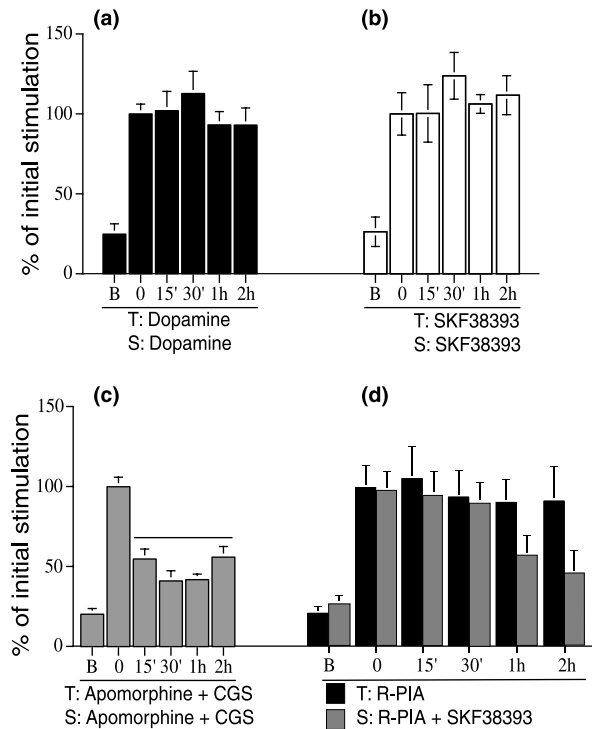 (a)
(b)
% of initial stimulation
150
100
50
0
B 0 15' 30' 1h 2h
T: Dopamine
S: Dopamine
B 0 15' 30' 1h 2h
T: SKF38393
S: SKF38393
(c)
(d)
% of initial stimulation
150
100
50
0
B 0 15' 30' 1h 2h
T: Apomorphine + CGS
S: Apomorphine + CGS
B 0 15' 30' 1h 2h
T: R-PIA
S: R-PIA + SKF38393